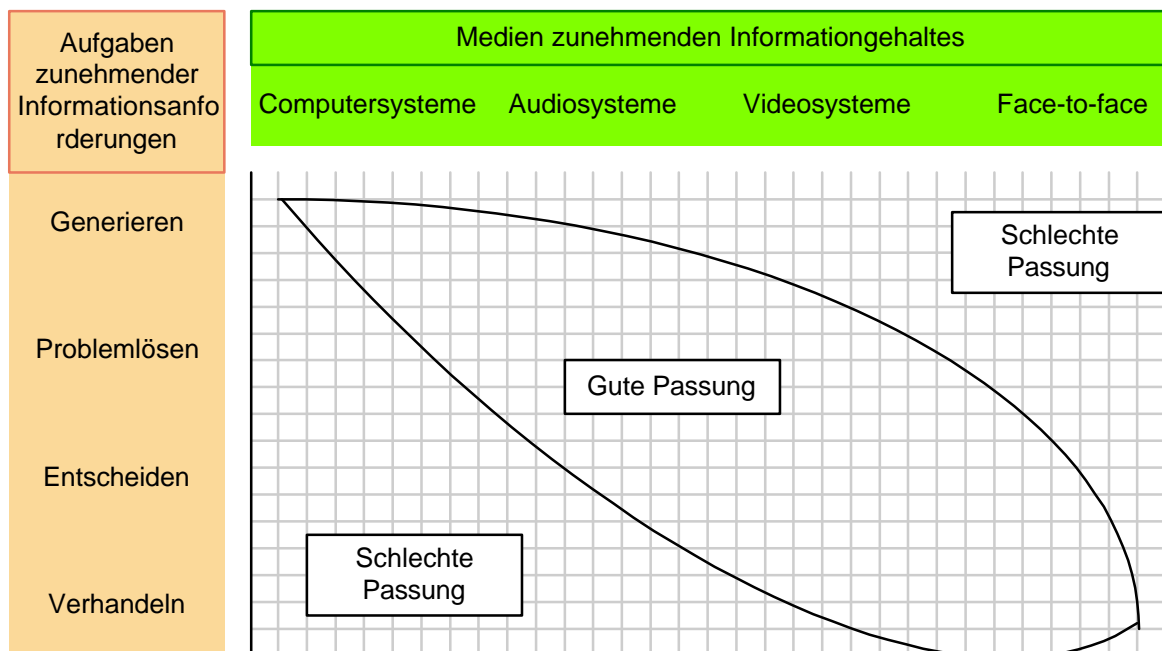 Aufgaben
zunehmender
Informationsanfo
rderungen
Medien zunehmenden Informationgehaltes
Computersysteme Audiosysteme Videosysteme Face-to-face
Generieren
Schlechte
Passung
Problemlösen
Gute Passung
Entscheiden
Schlechte
Passung
Verhandeln